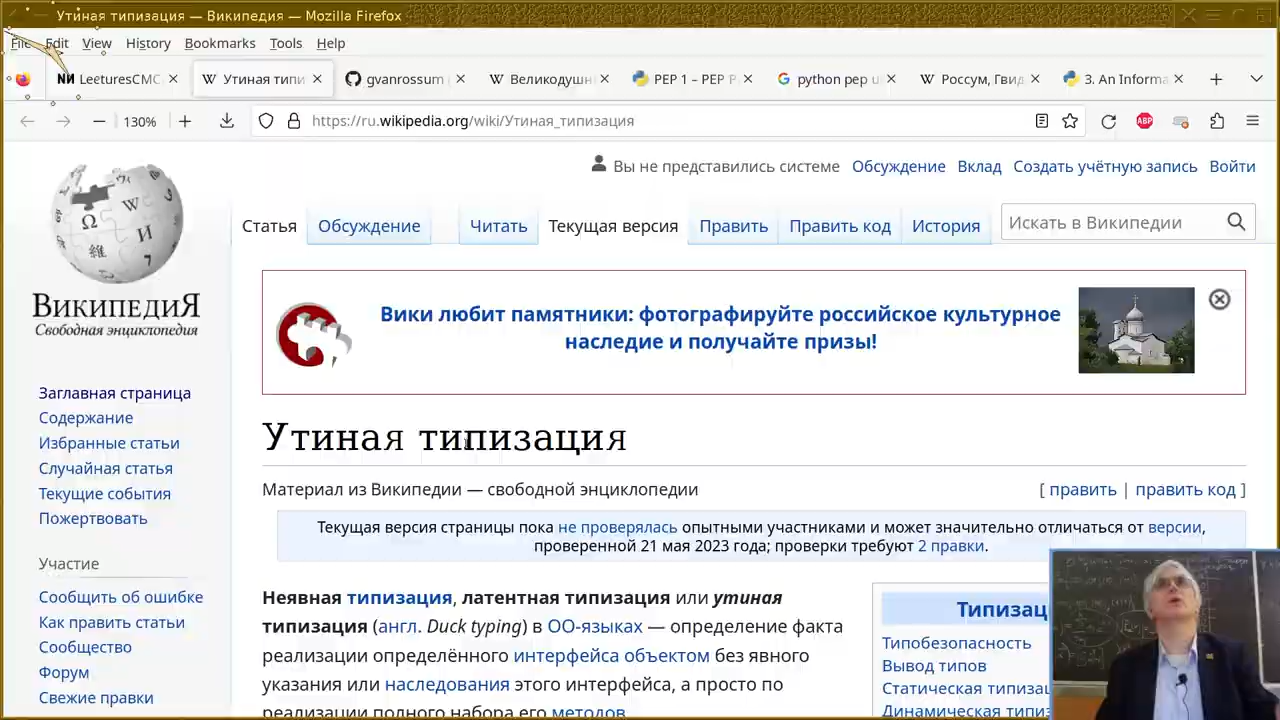 Утиная типизация — Википедия — Mozilla Firefox
File Edit View History Bookmarks Tools Help
LecturesCMC
Утиная типи
gvanrossum
Великодушн
PEP 1 – PEP P
python pep u
Россум, Гвид
3. An Informa
130%
https://ru.wikipedia.org/wiki/Утиная_типизация
ABP
Вы не представились системе Обсуждение Вклад Создать учётную запись Войти
Статья Обсуждение Читать Текущая версия Править Править код История Искать в Википедии
ВикипедиЯ
Свободная энциклопедия
Заглавная страница
Содержание
Избранные статьи
Случайная статья
Текущие события
Пожертвовать
Участие
Сообщить об ошибке
Как править статьи
Сообщество
Форум
Свежие правки
Вики любит памятники: фотографируйте российское культурное
наследие и получайте призы!
Утиная типизация
Материал из Википедии — свободной энциклопедии [ править | править код ]
Текущая версия страницы пока не проверялась опытными участниками и может значительно отличаться от версии,
проверенной 21 мая 2023 года; проверки требуют 2 правки.
Неявная типизация, латентная типизация или утиная
типизация (англ. Duck typing) в ОО-языках — определение факта
реализации определённого интерфейса объектом без явного
указания или наследования этого интерфейса, а просто по
реализации полного набора его методов
Типизац
Типобезопасность
Вывод типов
Статическая типизац
Динамическая типиз